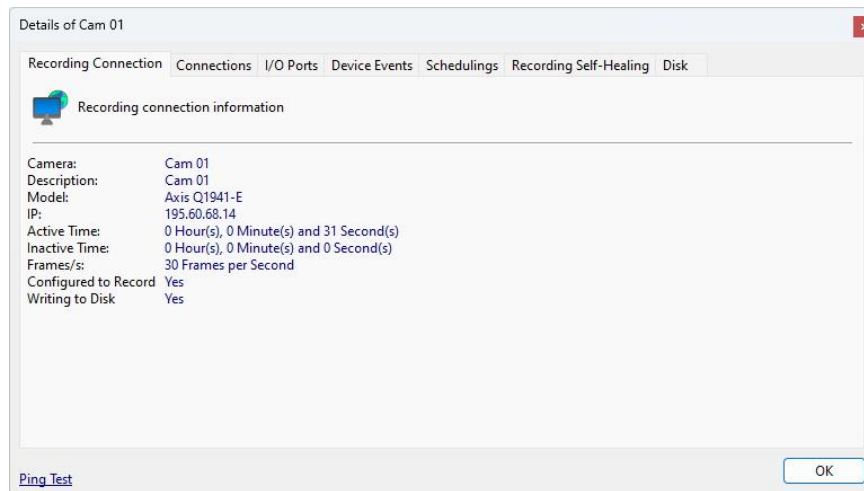 Details of Cam 01
Recording Connection Connections I/O Ports Device Events Schedulings Recording Self-Healing Disk
Recording connection information
Camera: Cam 01
Description: Cam 01
Model: Axis Q1941-E
IP: 195.60.68.14
Active Time: 0 Hour(s), 0 Minute(s) and 31 Second(s)
Inactive Time: 0 Hour(s), 0 Minute(s) and 0 Second(s)
Frames/s: 30 Frames per Second
Configured to Record Yes
Writing to Disk Yes
Ping Test
OK